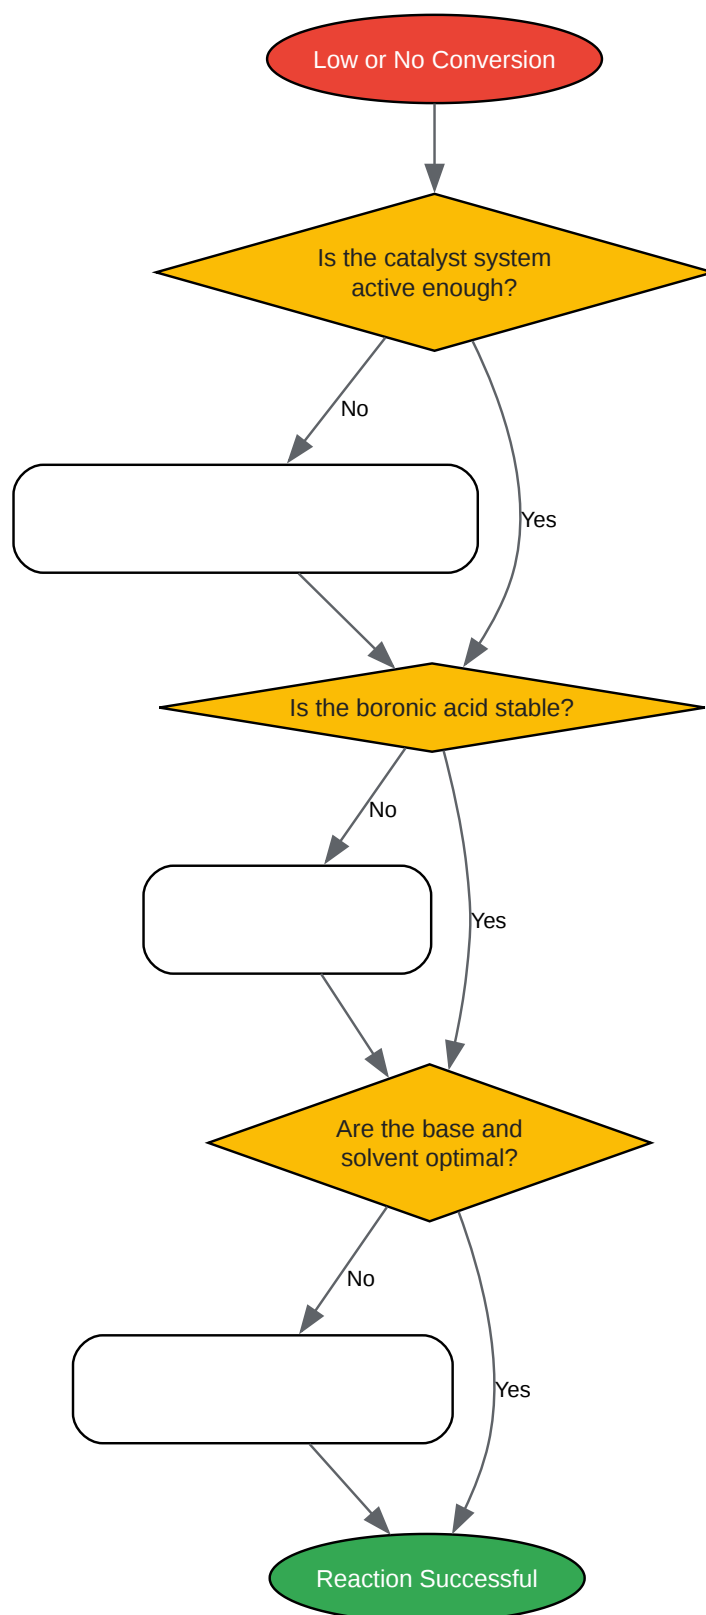 Low or No Conversion
Is the catalyst system
active enough?
No
Yes
Is the boronic acid stable?
No
Yes
Are the base and
solvent optimal?
No
Yes
Reaction Successful